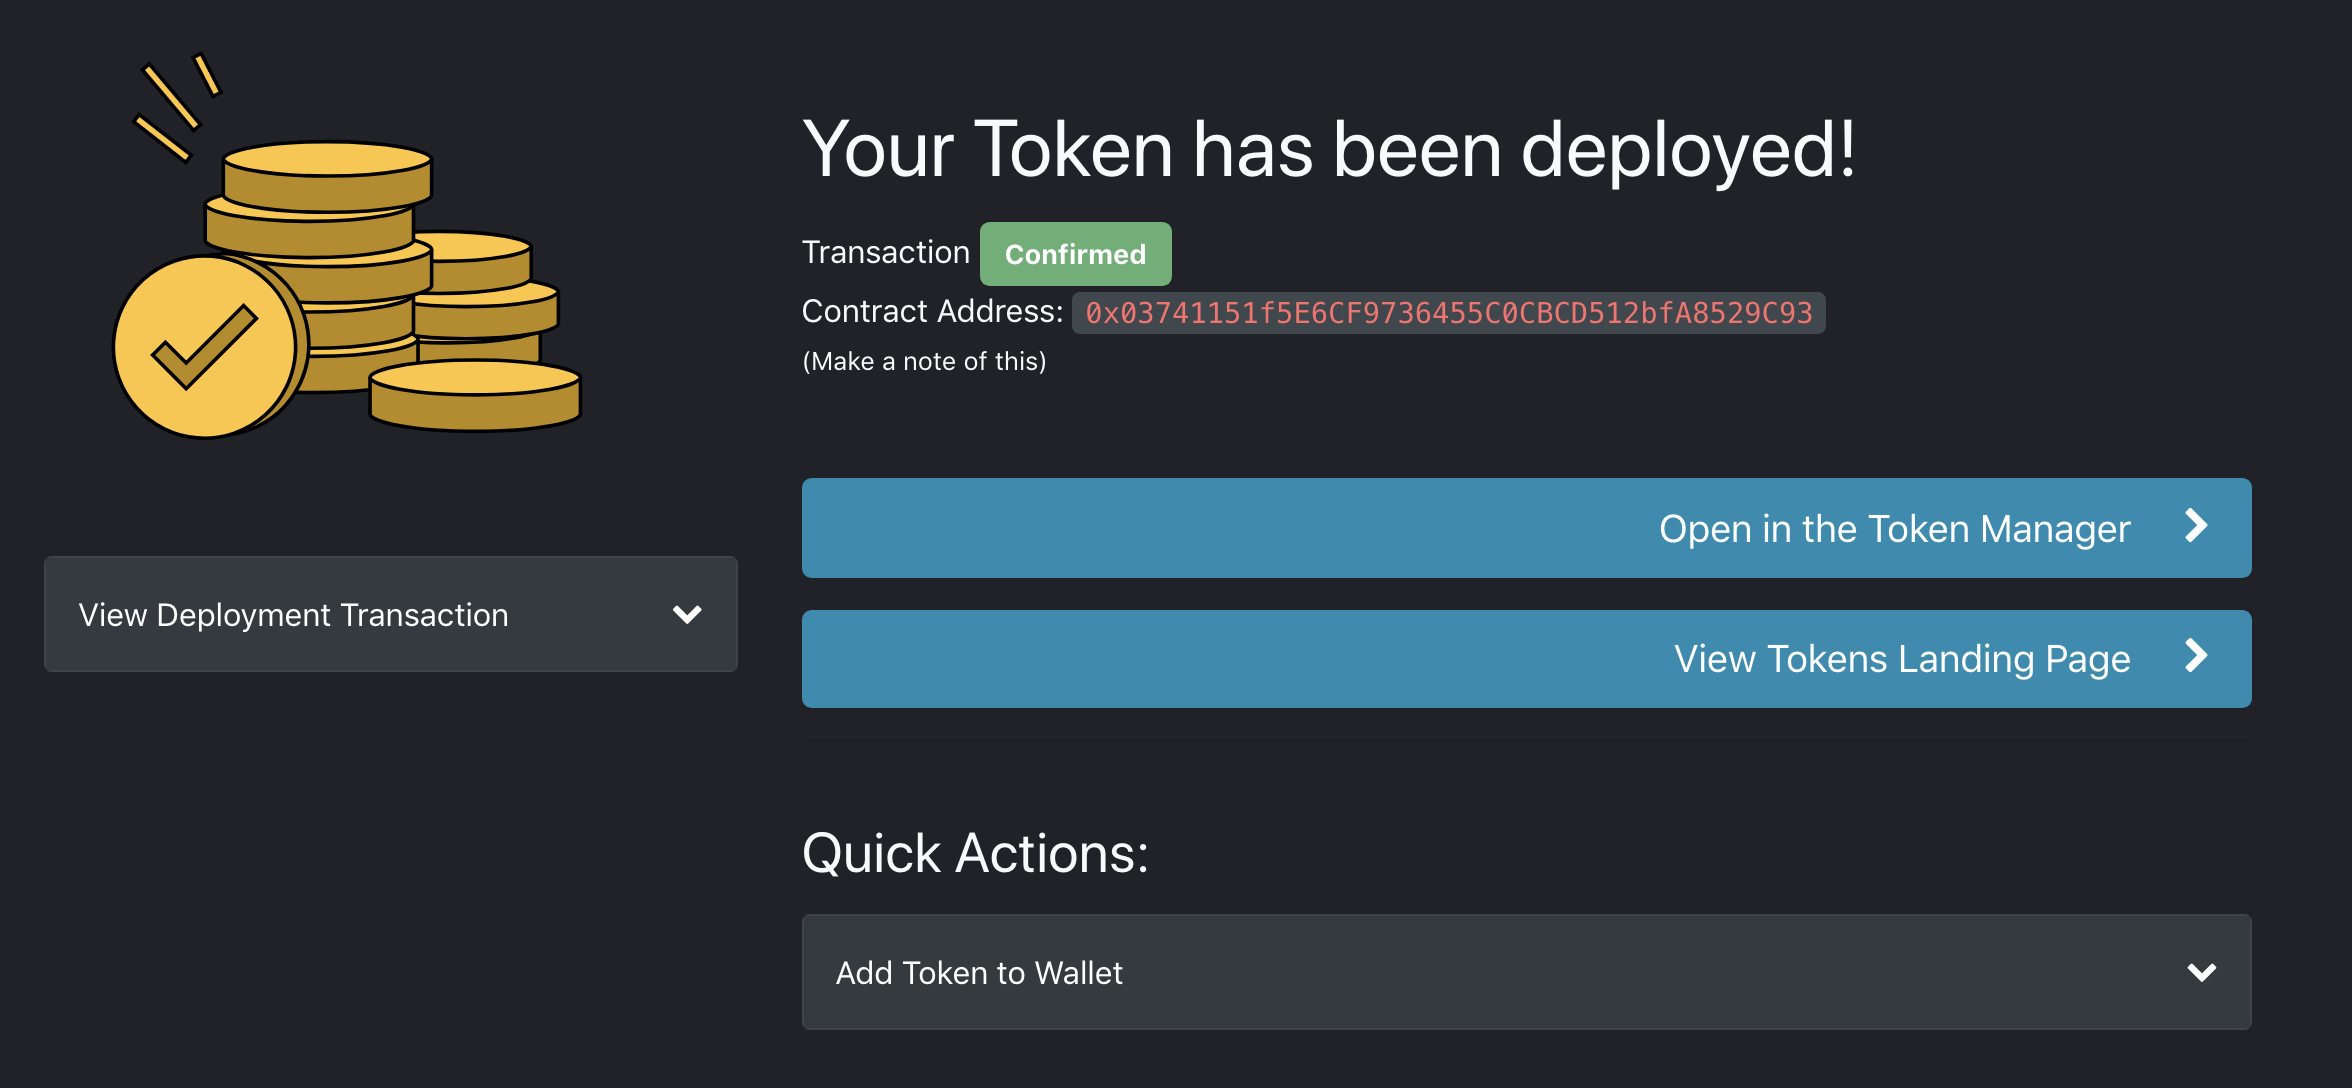 Your Token has been deployed!
Transaction Confirmed
Contract Address: 0x03741151f5E6CF9736455C0CBCD512bfA8529C93
(Make a note of this)
Open in the Token Manager
View Deployment Transaction
View Tokens Landing Page
Quick Actions:
Add Token to Wallet